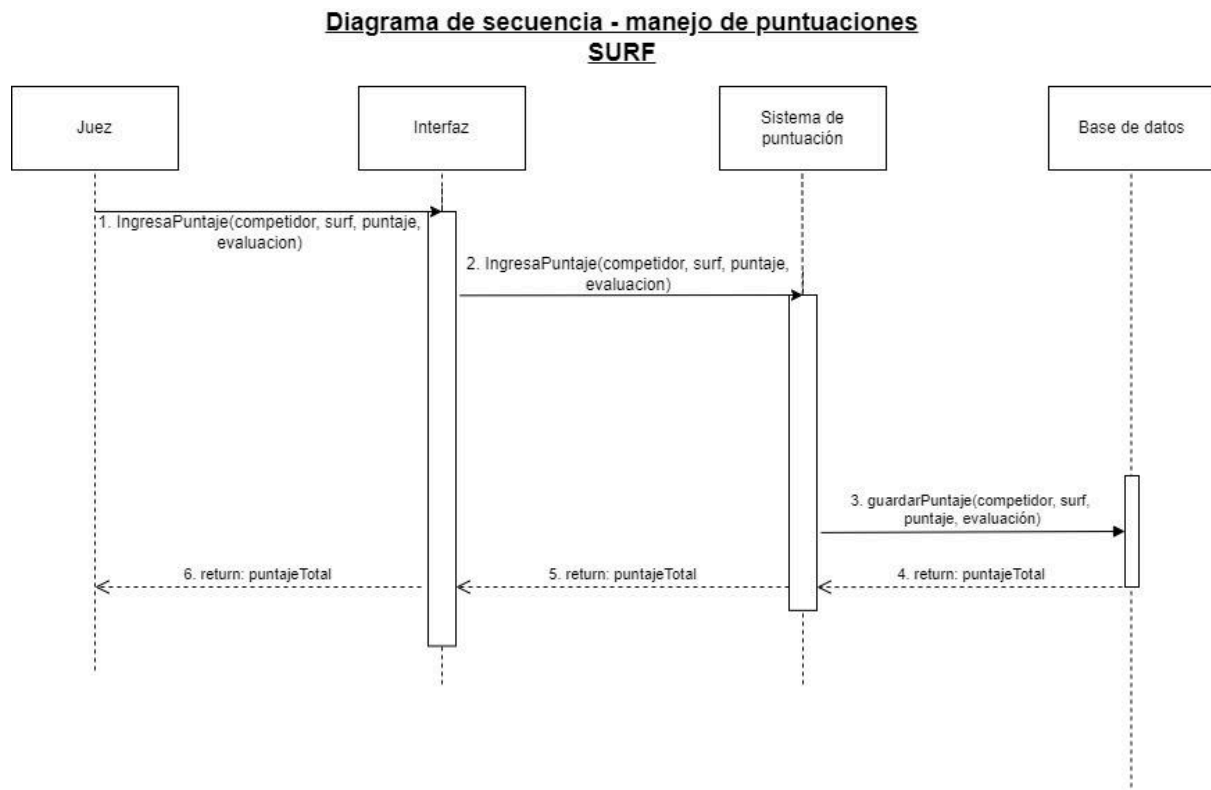 Diagrama de secuencia - manejo de puntuaciones
SURF
Juez
Interfaz
Sistema de
puntuación
Base de datos
1. IngresaPuntaje(competidor, surf, puntaje,
evaluacion)
2. IngresaPuntaje(competidor, surf, puntaje,
evaluacion)
3. guardarPuntaje(competidor, surf,
puntaje, evaluación)
6. return: puntajeTotal
5. return: puntajeTotal
4. return: puntajeTotal